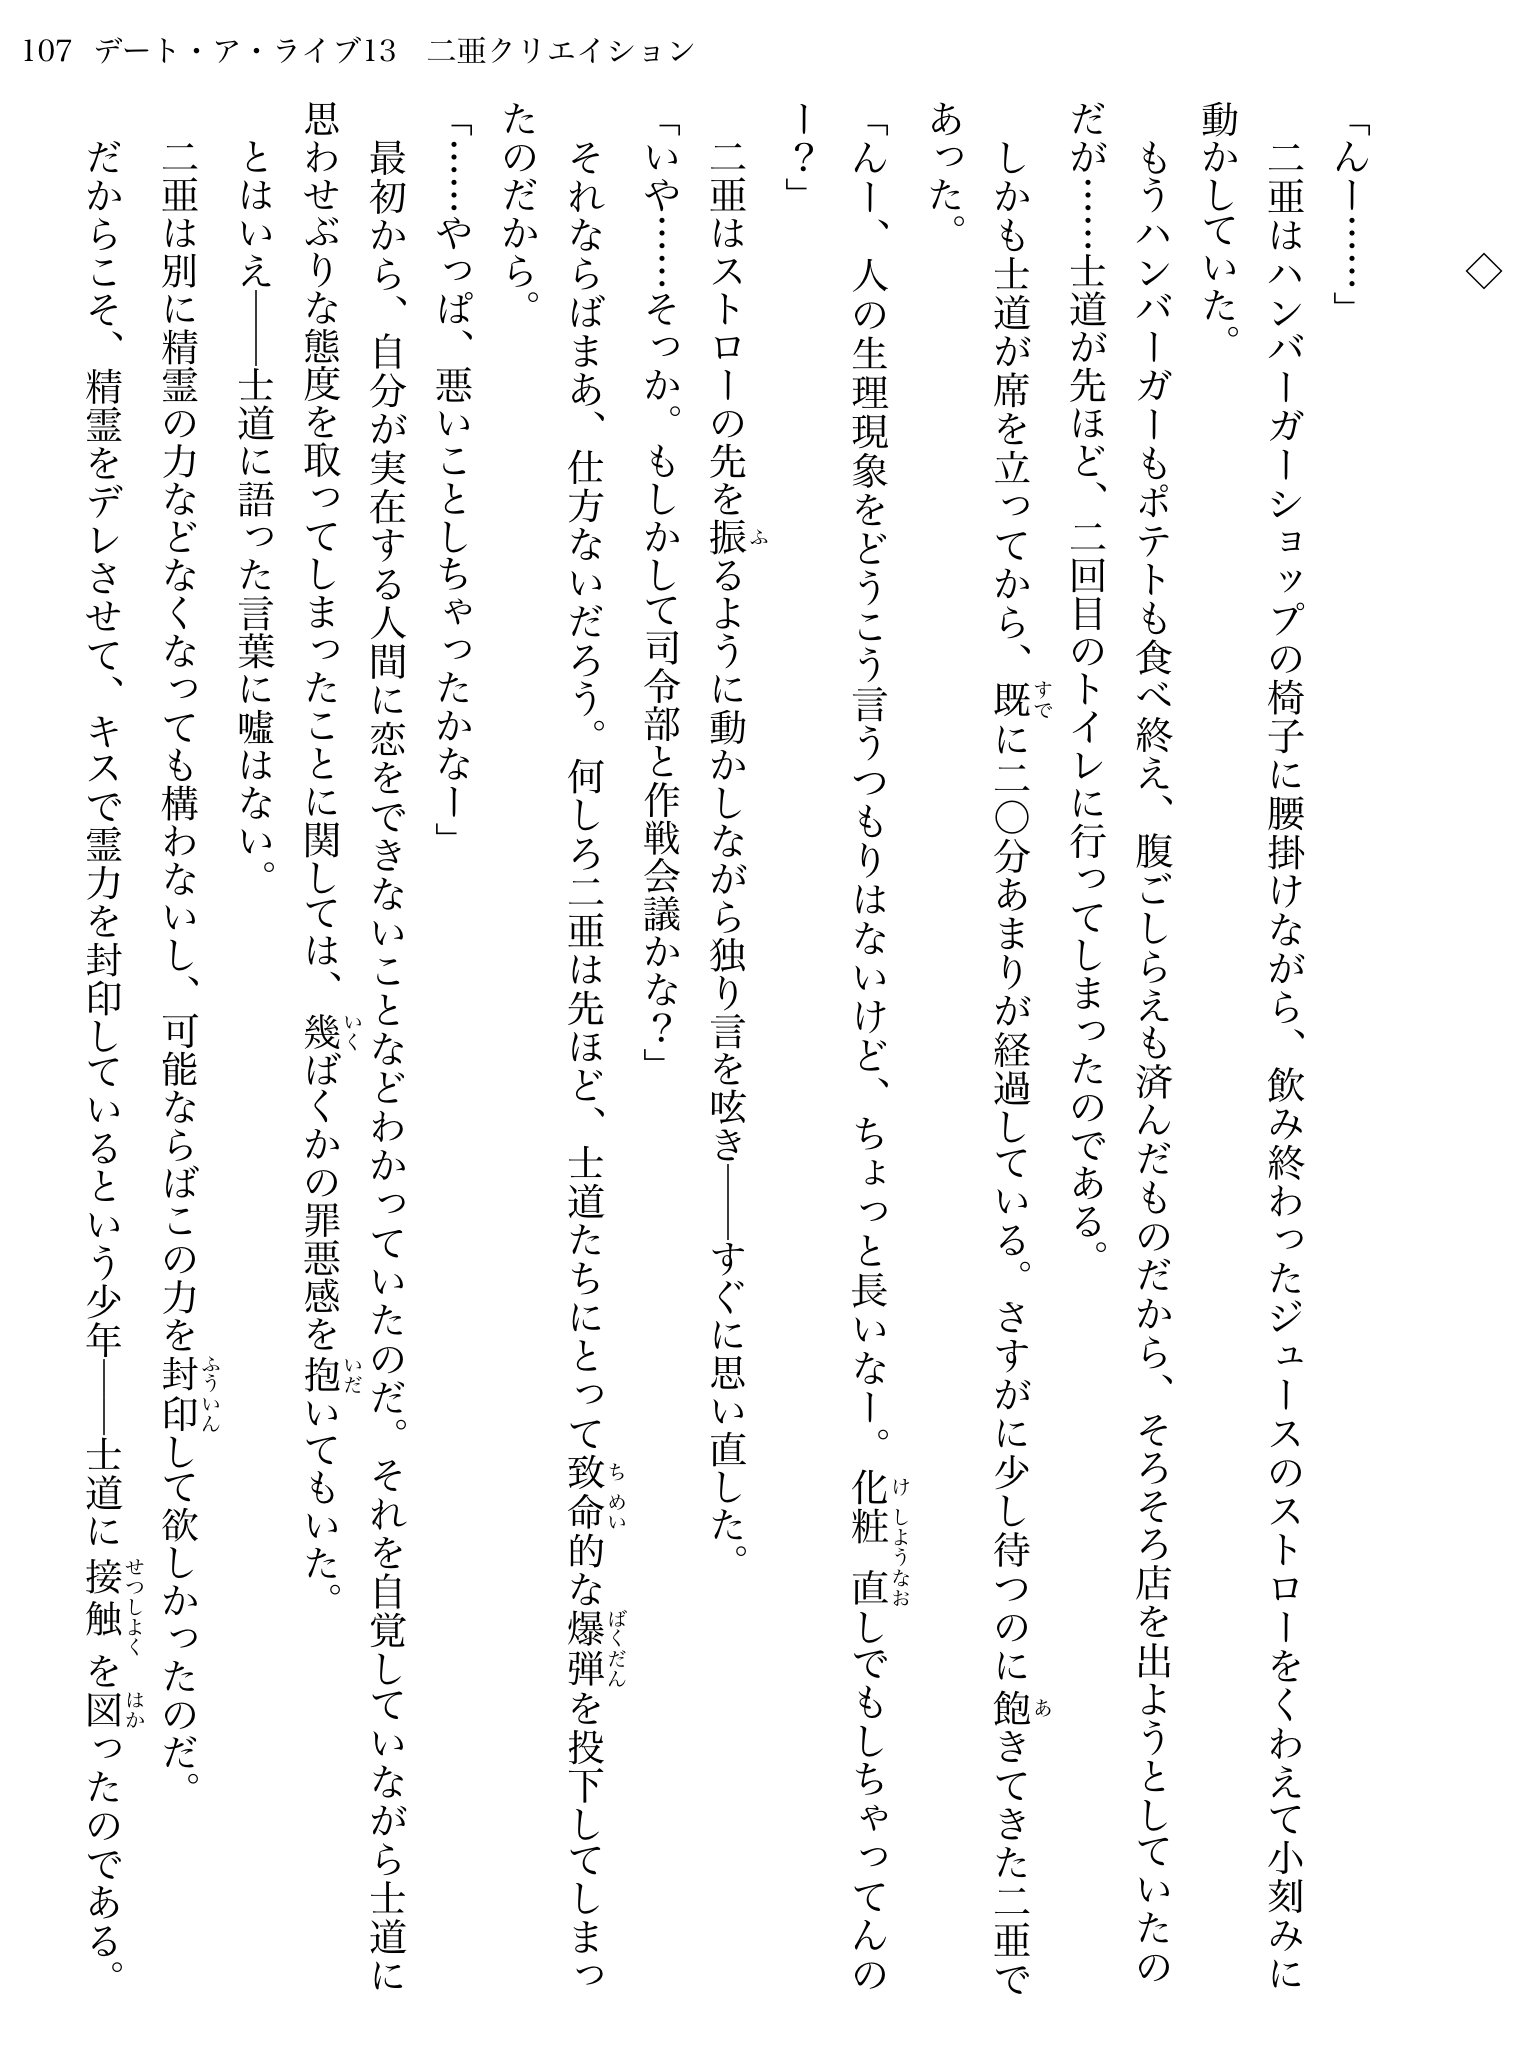 107 デート・ア・ライブ13　二亜クリエイション
◇
「んー……」
　二亜はハンバーガーショップの椅子に腰掛けながら、飲み終わったジュースのストローをくわえて小刻みに
動かしていた。
　もうハンバーガーもポテトも食べ終え、腹ごしらえも済んだものだから、そろそろ店を出ようとしていたの
だが……士道が先ほど、二回目のトイレに行ってしまったのである。
　しかも士道が席を立ってから、既に二〇分あまりが経過している。さすがに少し待つのに飽きてきた二亜で
あった。
「んー、人の生理現象をどうこう言うつもりはないけど、ちょっと長いなー。化粧直しでもしちゃってんの
ー？」
　二亜はストローの先を振るように動かしながら独り言を呟き――すぐに思い直した。
「いや……そっか。もしかして司令部と作戦会議かな？」
　それならばまあ、仕方ないだろう。何しろ二亜は先ほど、士道たちにとって致命的な爆弾を投下してしまっ
たのだから。
「……やっぱ、悪いことしちゃったかなー」
　最初から、自分が実在する人間に恋をできないことなどわかっていたのだ。それを自覚していながら士道に
思わせぶりな態度を取ってしまったことに関しては、幾ばくかの罪悪感を抱いてもいた。
　とはいえ――士道に語った言葉に嘘はない。
　二亜は別に精霊の力などなくなっても構わないし、可能ならばこの力を封印して欲しかったのだ。
　だからこそ、精霊をデレさせて、キスで霊力を封印しているという少年――士道に接触を図ったのである。